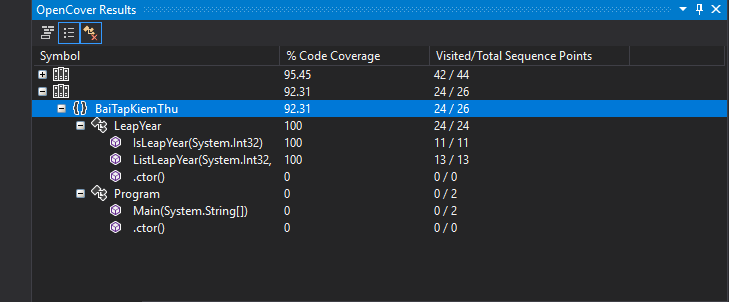 OpenCover Results
Symbol % Code Coverage Visited/Total Sequence Points
95.45 42 / 44
92.31 24 / 26
BaiTapKiemThu 92.31 24 / 26
LeapYear 100 24 / 24
IsLeapYear(System.Int32) 100 11 / 11
ListLeapYear(System.Int32, 100 13 / 13
.ctor() 0 0 / 0
Program 0 0 / 2
Main(System.String[]) 0 0 / 2
.ctor() 0 0 / 0